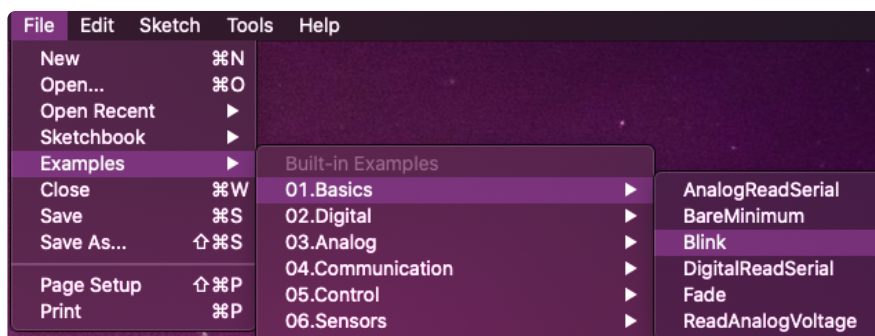 File Edit Sketch Tools Help
New ⌘N
Open... ⌘O
Open Recent ▶
Sketchbook ▶
Examples ▶
Close ⌘W
Save ⌘S
Save As... ⇧⌘S
Page Setup ⇧⌘P
Print ⌘P
Built-in Examples
01.Basics ▶
02.Digital ▶
03.Analog ▶
04.Communication ▶
05.Control ▶
06.Sensors ▶
AnalogReadSerial
BareMinimum
Blink
DigitalReadSerial
Fade
ReadAnalogVoltage